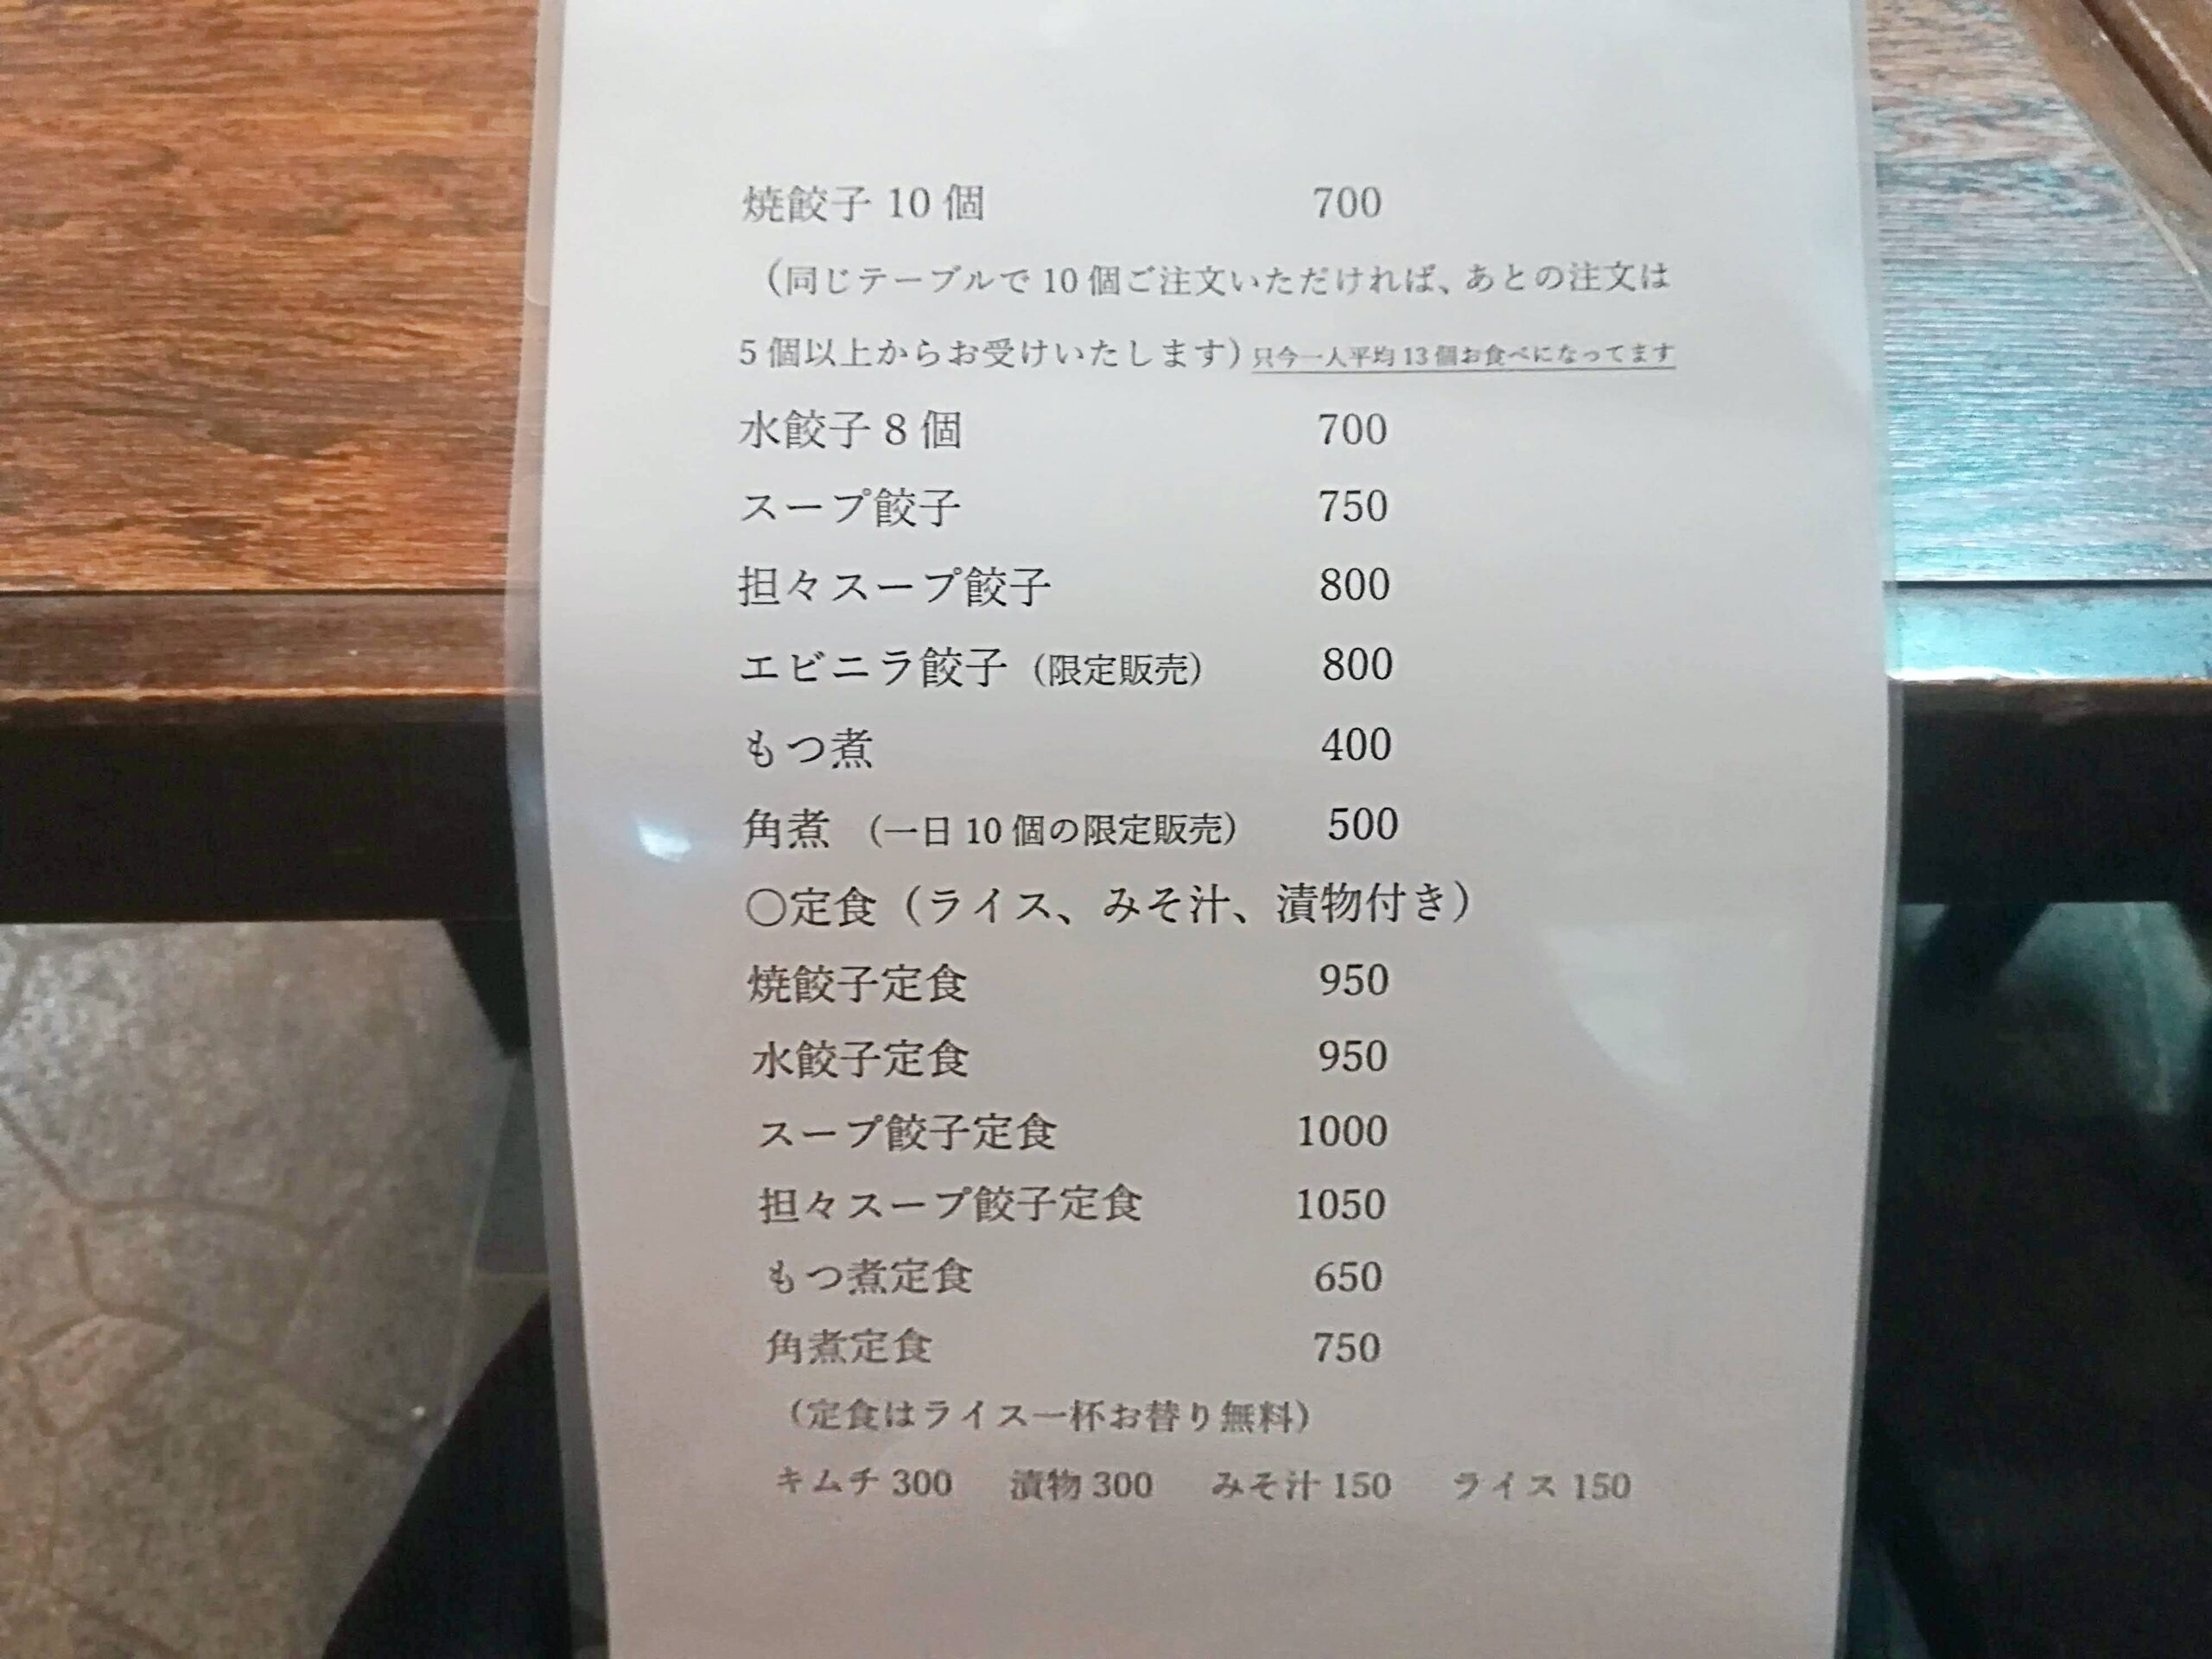 焼餃子 10 個 700
（同じテーブルで 10 個ご注文いただければ、あとの注文は
5 個以上からお受けいたします）只今一人平均 13 個お食べになってます
水餃子 8 個 700
スープ餃子 750
担々スープ餃子 800
エビニラ餃子（限定販売） 800
もつ煮 400
角煮 （一日 10 個の限定販売） 500
〇定食（ライス、みそ汁、漬物付き）
焼餃子定食 950
水餃子定食 950
スープ餃子定食 1000
担々スープ餃子定食 1050
もつ煮定食 650
角煮定食 750
（定食はライス一杯お替り無料）
キムチ 300 漬物 300 みそ汁 150 ライス 150